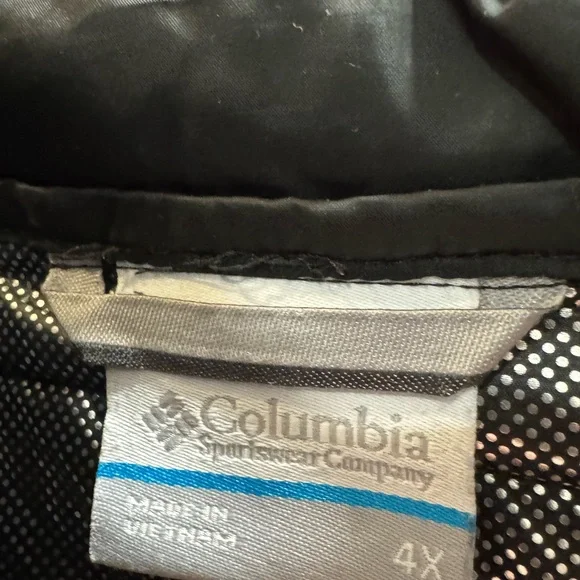 Columbia
Sportswear Company
MADE IN
VIETNAM
4X